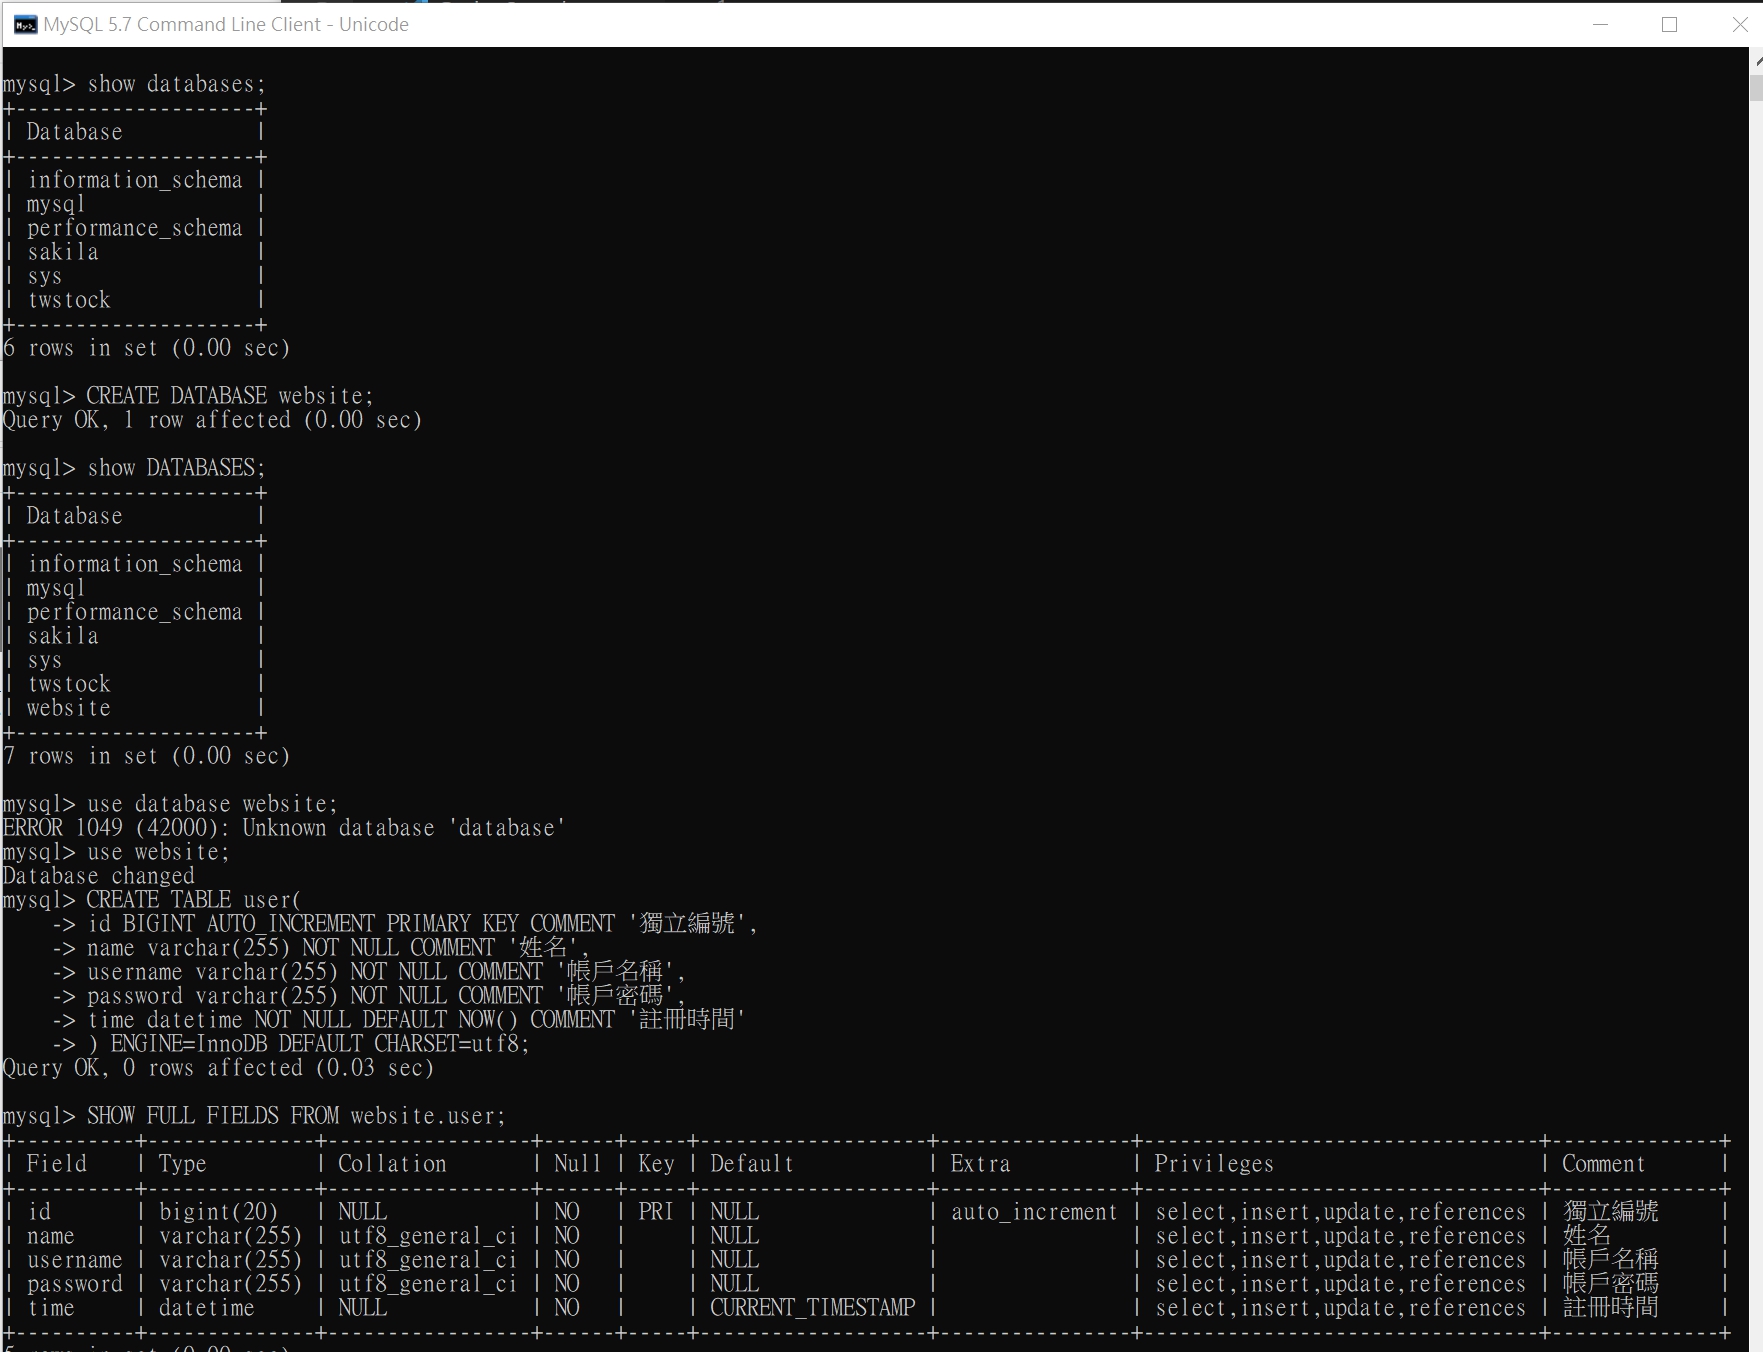 MySQL 5.7 Command Line Client - Unicode
mysql> show databases;
+--------------------+
| Database           |
+--------------------+
| information_schema |
| mysql              |
| performance_schema |
| sakila             |
| sys                |
| twstock            |
+--------------------+
6 rows in set (0.00 sec)
mysql> CREATE DATABASE website;
Query OK, 1 row affected (0.00 sec)
mysql> show DATABASES;
+--------------------+
| Database           |
+--------------------+
| information_schema |
| mysql              |
| performance_schema |
| sakila             |
| sys                |
| twstock            |
| website            |
+--------------------+
7 rows in set (0.00 sec)
mysql> use database website;
ERROR 1049 (42000): Unknown database 'database'
mysql> use website;
Database changed
mysql> CREATE TABLE user(
    -> id BIGINT AUTO_INCREMENT PRIMARY KEY COMMENT '獨立編號',
    -> name varchar(255) NOT NULL COMMENT '姓名',
    -> username varchar(255) NOT NULL COMMENT '帳戶名稱',
    -> password varchar(255) NOT NULL COMMENT '帳戶密碼',
    -> time datetime NOT NULL DEFAULT NOW() COMMENT '註冊時間'
    -> ) ENGINE=InnoDB DEFAULT CHARSET=utf8;
Query OK, 0 rows affected (0.03 sec)
mysql> SHOW FULL FIELDS FROM website.user;
+----------+--------------+-----------------+------+-----+-------------------+----------------+---------------------------------+--------------+
| Field    | Type         | Collation       | Null | Key | Default           | Extra          | Privileges                      | Comment      |
+----------+--------------+-----------------+------+-----+-------------------+----------------+---------------------------------+--------------+
| id       | bigint(20)   | NULL            | NO   | PRI | NULL              | auto_increment | select,insert,update,references | 獨立編號     |
| name     | varchar(255) | utf8_general_ci | NO   |     | NULL              |                | select,insert,update,references | 姓名         |
| username | varchar(255) | utf8_general_ci | NO   |     | NULL              |                | select,insert,update,references | 帳戶名稱     |
| password | varchar(255) | utf8_general_ci | NO   |     | NULL              |                | select,insert,update,references | 帳戶密碼     |
| time     | datetime     | NULL            | NO   |     | CURRENT_TIMESTAMP |                | select,insert,update,references | 註冊時間     |
+----------+--------------+-----------------+------+-----+-------------------+----------------+---------------------------------+--------------+
5 rows in set (0.00 sec)